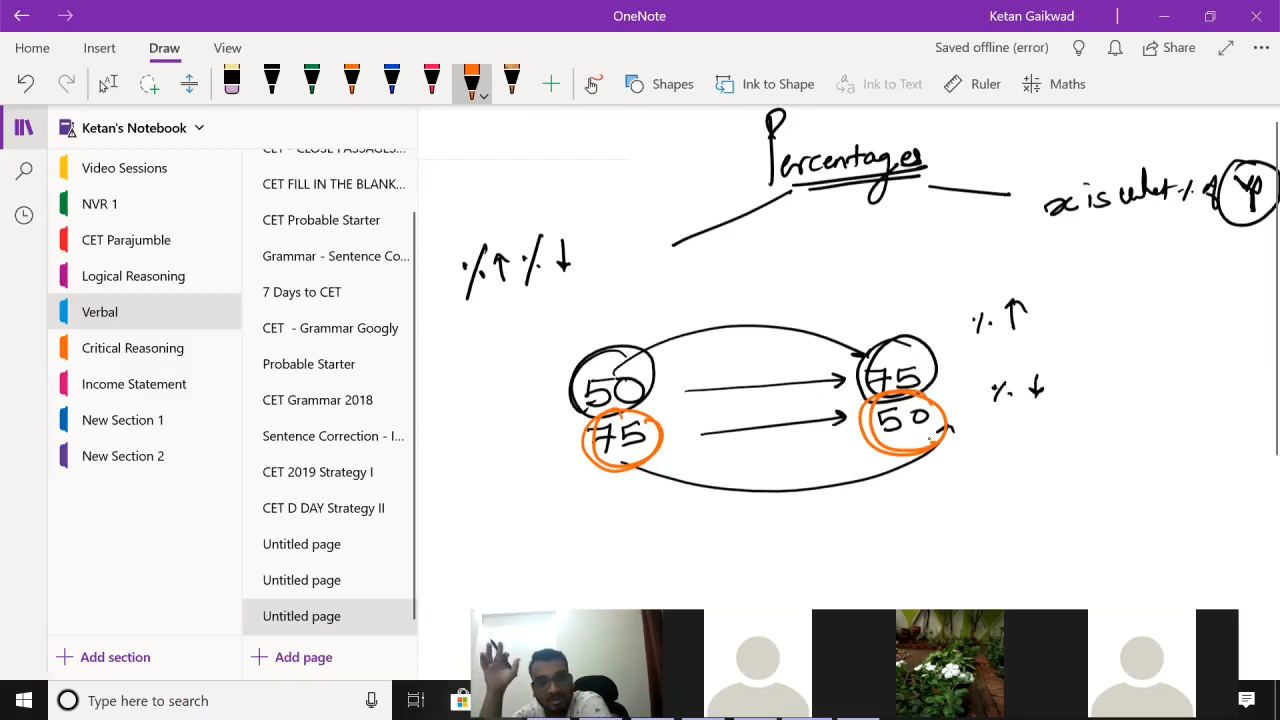 OneNote
Ketan Gaikwad
Home Insert Draw View
Saved offline (error)
Share
Shapes
Ink to Shape
Ink to Text
Ruler
Maths
Ketan's Notebook
Video Sessions
NVR 1
CET Parajumble
Logical Reasoning
Verbal
Critical Reasoning
Income Statement
New Section 1
New Section 2
Add section
CET - CLOSE PASSAGES...
CET FILL IN THE BLANK...
CET Probable Starter
Grammar - Sentence Co...
7 Days to CET
CET - Grammar Googly
Probable Starter
CET Grammar 2018
Sentence Correction - I...
CET 2019 Strategy I
CET D DAY Strategy II
Untitled page
Untitled page
Untitled page
Add page
Percentages
x is what % of
%↑ %↓
50 → 75 %↑
75 → 50 %↓
Type here to search